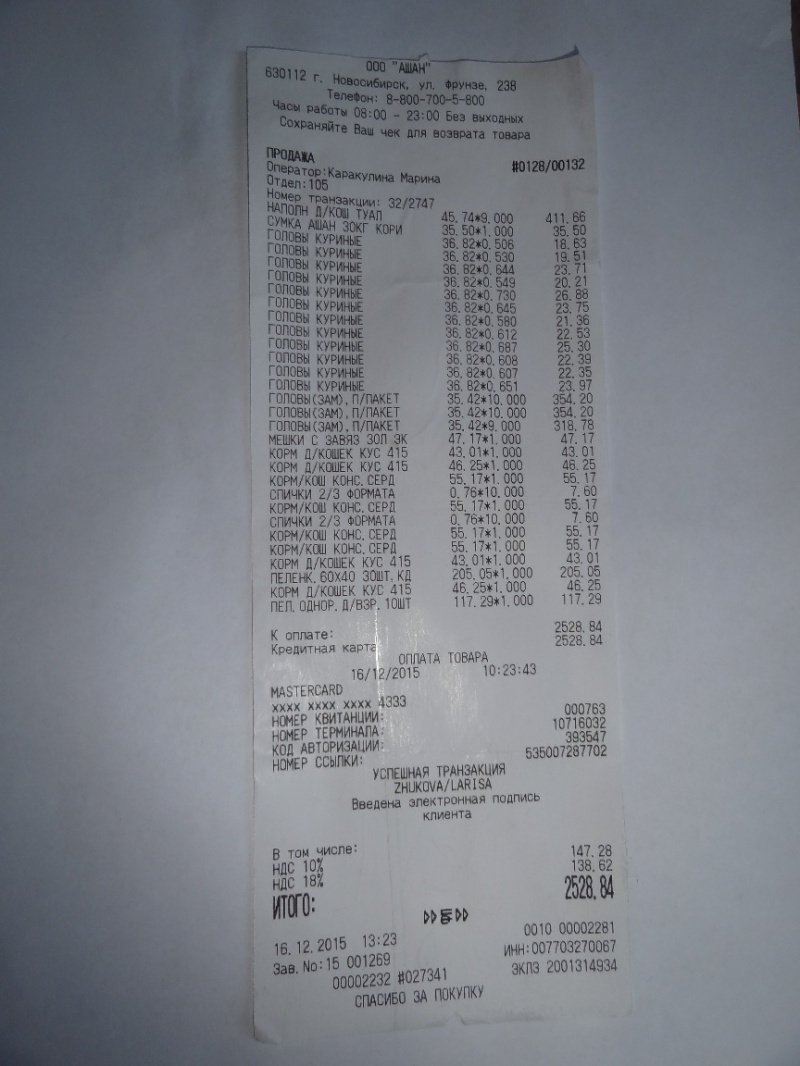 ООО "АШАН"
630112 г. Новосибирск, ул. Фрунзе, 238
Телефон: 8-800-700-5-800
Часы работы 08:00 - 23:00 Без выходных
Сохраняйте Ваш чек для возврата товара
ПРОДАЖА #0128/00132
Оператор:Каракулина Марина
Отдел:105
Номер транзакции: 32/2747
НАПОЛН Д/КОШ ТУАЛ 45.74*9.000 411.66
СУМКА АШАН 30КГ КОРИ 35.50*1.000 35.50
ГОЛОВЫ КУРИНЫЕ 36.82*0.506 18.63
ГОЛОВЫ КУРИНЫЕ 36.82*0.530 19.51
ГОЛОВЫ КУРИНЫЕ 36.82*0.644 23.71
ГОЛОВЫ КУРИНЫЕ 36.82*0.549 20.21
ГОЛОВЫ КУРИНЫЕ 36.82*0.730 26.88
ГОЛОВЫ КУРИНЫЕ 36.82*0.645 23.75
ГОЛОВЫ КУРИНЫЕ 36.82*0.580 21.36
ГОЛОВЫ КУРИНЫЕ 36.82*0.612 22.53
ГОЛОВЫ КУРИНЫЕ 36.82*0.687 25.30
ГОЛОВЫ КУРИНЫЕ 36.82*0.608 22.39
ГОЛОВЫ КУРИНЫЕ 36.82*0.607 22.35
ГОЛОВЫ КУРИНЫЕ 36.82*0.651 23.97
ГОЛОВЫ(ЗАМ), П/ПАКЕТ 35.42*10.000 354.20
ГОЛОВЫ(ЗАМ), П/ПАКЕТ 35.42*10.000 354.20
ГОЛОВЫ(ЗАМ), П/ПАКЕТ 35.42*9.000 318.78
МЕШКИ С ЗАВЯЗ ЗОЛ ЭК 47.17*1.000 47.17
КОРМ Д/КОШЕК КУС 415 43.01*1.000 43.01
КОРМ Д/КОШЕК КУС 415 46.25*1.000 46.25
КОРМ/КОШ КОНС.СЕРД 55.17*1.000 55.17
СПИЧКИ 2/3 ФОРМАТА 0.76*10.000 7.60
КОРМ/КОШ КОНС.СЕРД 55.17*1.000 55.17
СПИЧКИ 2/3 ФОРМАТА 0.76*10.000 7.60
КОРМ/КОШ КОНС.СЕРД 55.17*1.000 55.17
КОРМ/КОШ КОНС.СЕРД 55.17*1.000 55.17
КОРМ Д/КОШЕК КУС 415 43.01*1.000 43.01
ПЕЛЕНК.60X40 30ШТ,КД 205.05*1.000 205.05
КОРМ Д/КОШЕК КУС 415 46.25*1.000 46.25
ПЕЛ.ОДНОР.Д/ВЗР.10ШТ 117.29*1.000 117.29
К оплате: 2528.84
Кредитная карта 2528.84
ОПЛАТА ТОВАРА
16/12/2015 10:23:43
MASTERCARD
xxxx xxxx xxxx 4333
НОМЕР КВИТАНЦИИ: 000763
НОМЕР ТЕРМИНАЛА: 10716032
КОД АВТОРИЗАЦИИ: 393547
НОМЕР ССЫЛКИ: 535007287702
УСПЕШНАЯ ТРАНЗАКЦИЯ
ZHUKOVA/LARISA
Введена электронная подпись
клиента
В том числе:
НДС 10% 147.28
НДС 18% 138.62
ИТОГО: 2528.84
16.12.2015 13:23 0010 00002281
Зав.No:15 001269 ИНН:007703270067
00002232 #027341 ЭКЛЗ 2001314934
СПАСИБО ЗА ПОКУПКУ